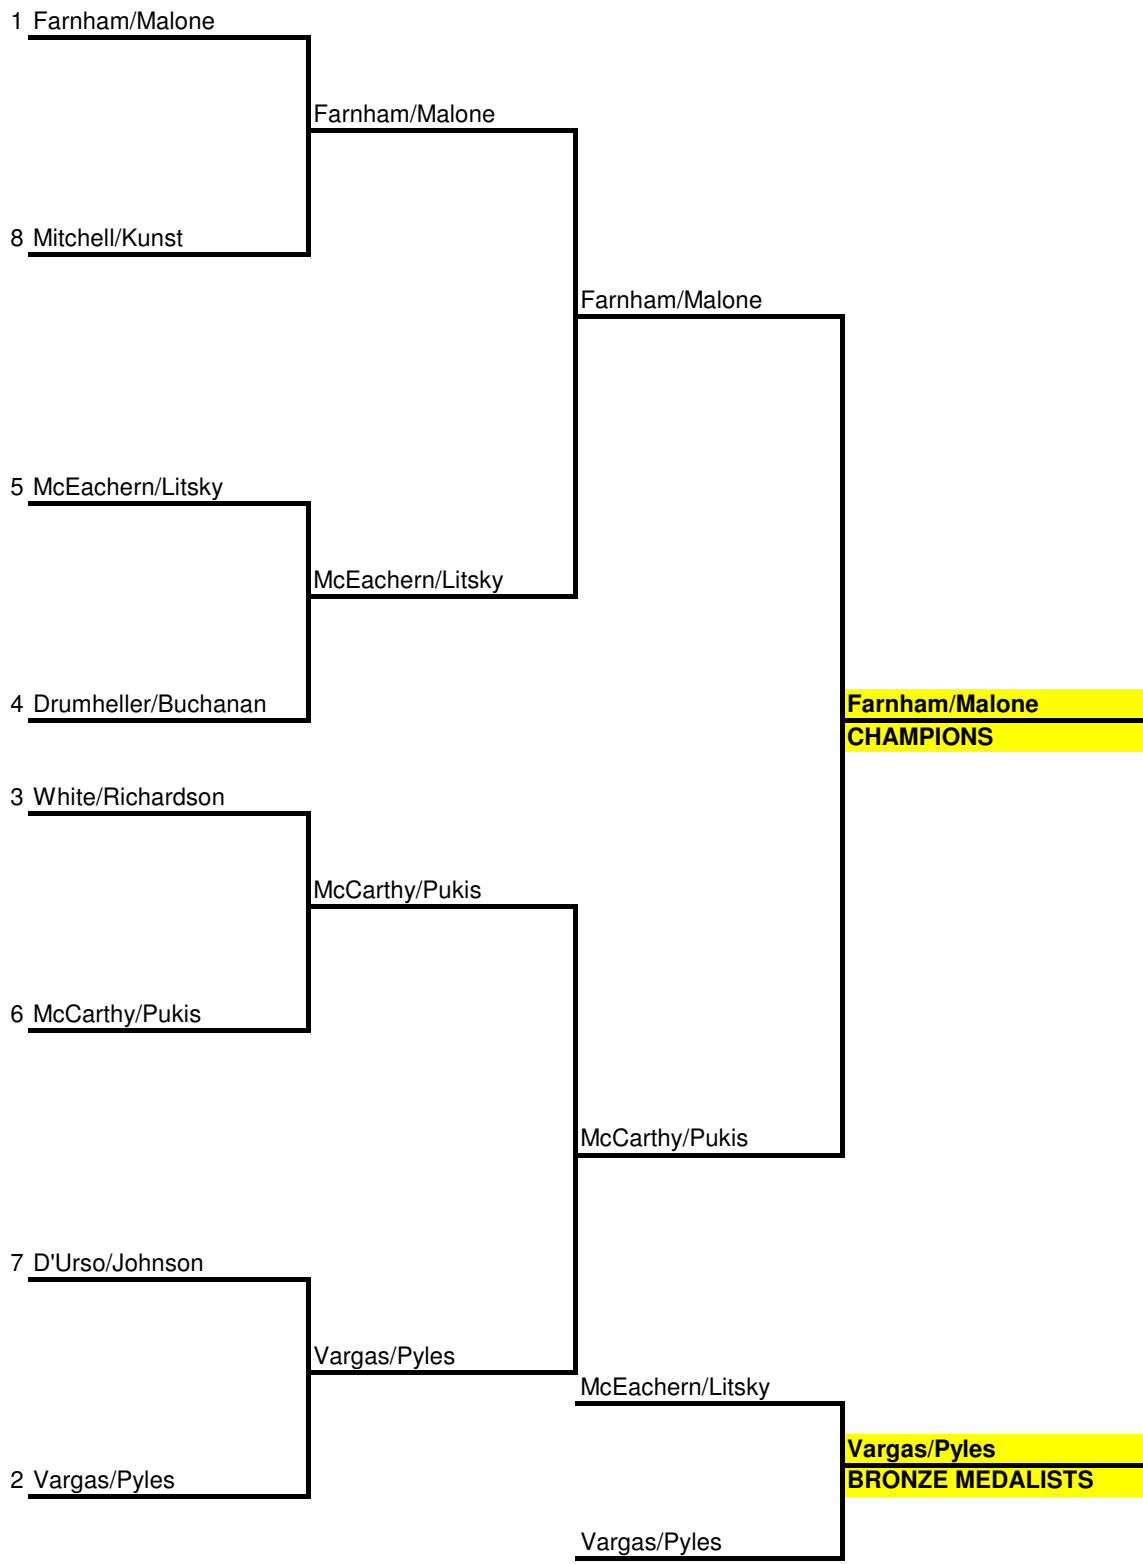 1 Farnham/Malone
Farnham/Malone
8 Mitchell/Kunst
Farnham/Malone
5 McEachern/Litsky
McEachern/Litsky
4 Drumheller/Buchanan
Farnham/Malone
CHAMPIONS
3 White/Richardson
McCarthy/Pukis
6 McCarthy/Pukis
McCarthy/Pukis
7 D'Urso/Johnson
Vargas/Pyles
McEachern/Litsky
Vargas/Pyles
BRONZE MEDALISTS
2 Vargas/Pyles
Vargas/Pyles